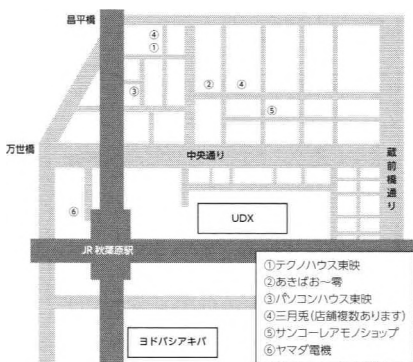 昌平橋
④
①
③
②
④
⑤
万世橋
中央通り
蔵前橋通り
⑥
UDX
JR 秋葉原駅
ヨドバシアキバ
①テクノハウス東映
②あきばお～零
③パソコンハウス東映
④三月兎(店舗複数あります)
⑤サンコーレアモノショップ
⑥ヤマダ電機